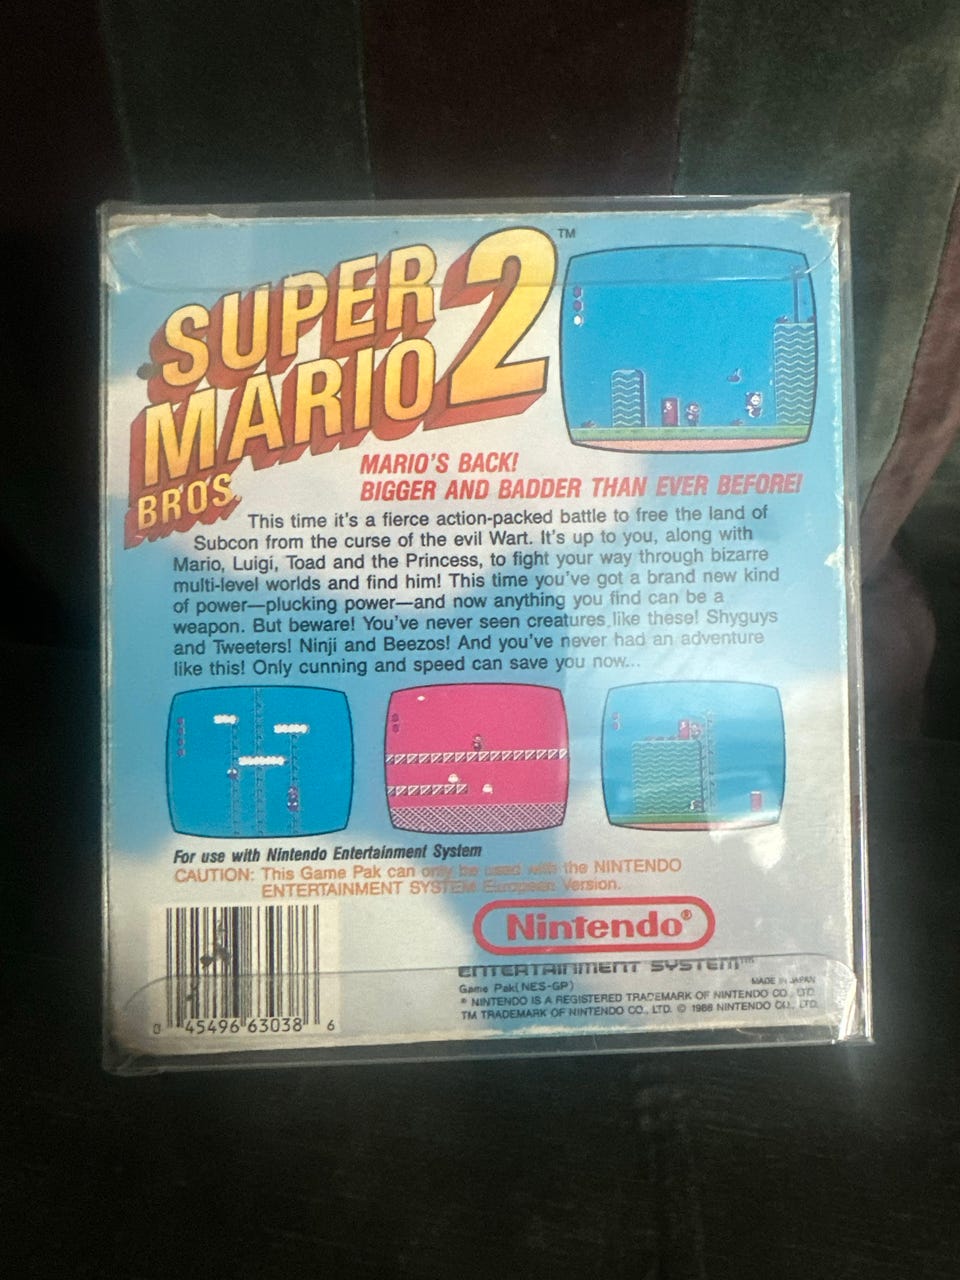 SUPER
MARIO
BROS. 2 ™
MARIO'S BACK!
BIGGER AND BADDER THAN EVER BEFORE!
This time it's a fierce action-packed battle to free the land of
Subcon from the curse of the evil Wart. It's up to you, along with
Mario, Luigi, Toad and the Princess, to fight your way through bizarre
multi-level worlds and find him! This time you've got a brand new kind
of power—plucking power—and now anything you find can be a
weapon. But beware! You've never seen creatures like these! Shyguys
and Tweeters! Ninji and Beezos! And you've never had an adventure
like this! Only cunning and speed can save you now...
For use with Nintendo Entertainment System
CAUTION: This Game Pak can only be used with the NINTENDO
ENTERTAINMENT SYSTEM European Version.
Nintendo®
ENTERTAINMENT SYSTEM™
Game Pak(NES-GP)
MADE IN JAPAN
® NINTENDO IS A REGISTERED TRADEMARK OF NINTENDO CO., LTD.
TM TRADEMARK OF NINTENDO CO., LTD. © 1988 NINTENDO CO., LTD.
0 45496 63038 6